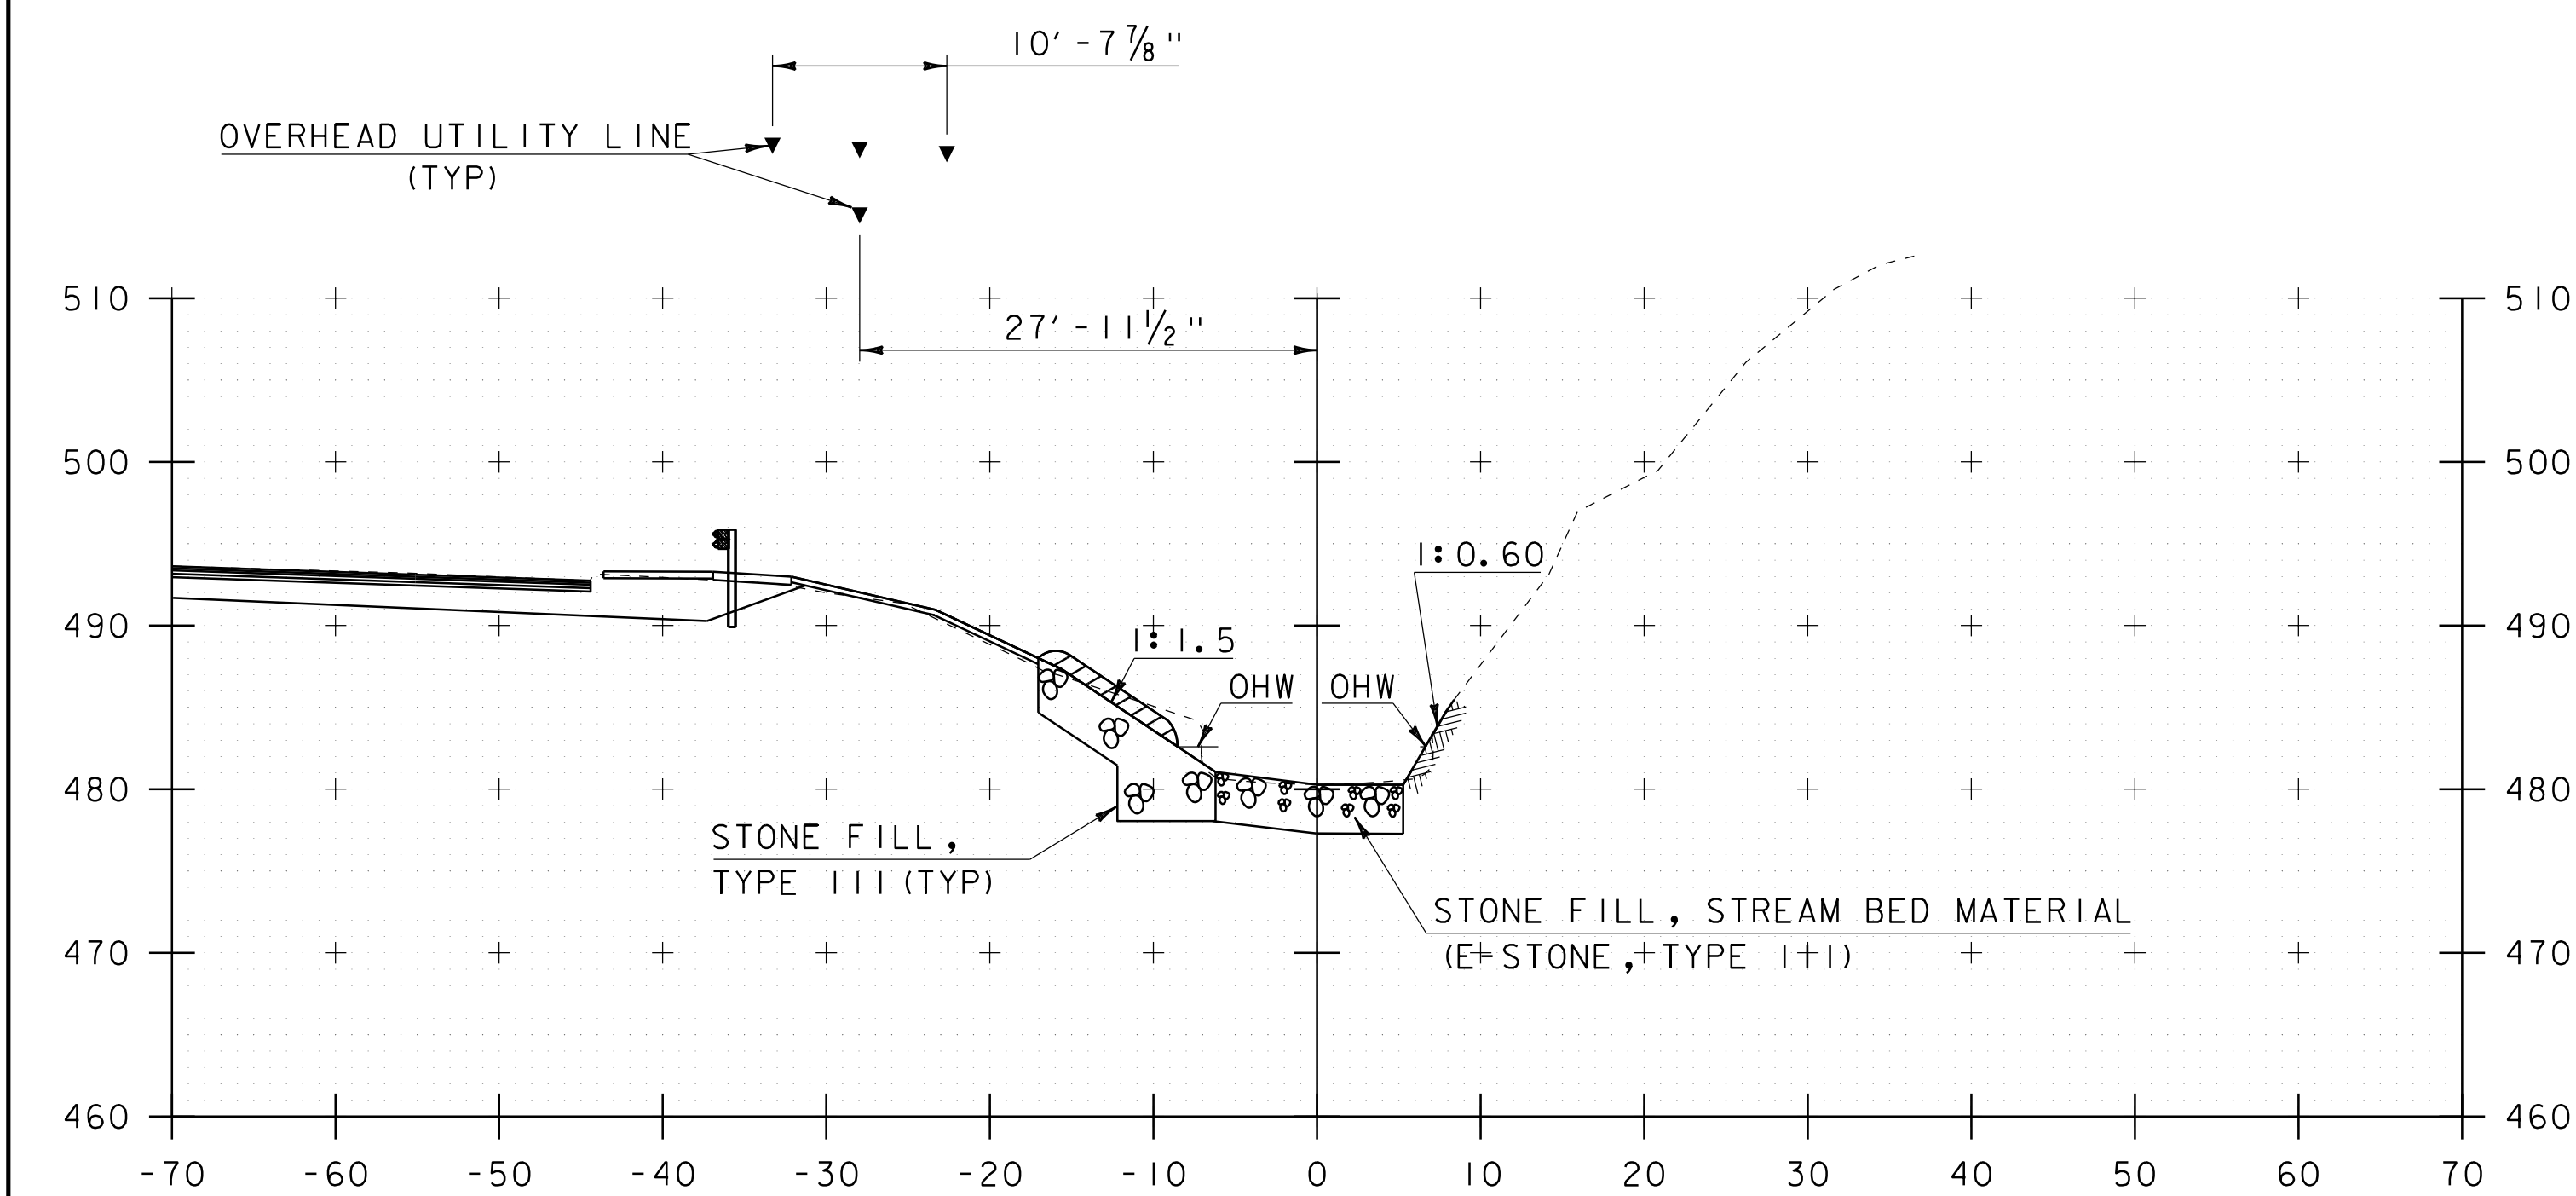 10'-7 7/8"
OVERHEAD UTILITY LINE
(TYP)
510 510
27'-11 1/2"
500 500
1:0.60
490 490
1:1.5
OHW OHW
480 480
STONE FILL,
TYPE III (TYP)
STONE FILL, STREAM BED MATERIAL
470 (E-STONE, TYPE III) 470
460 460
-70 -60 -50 -40 -30 -20 -10 0 10 20 30 40 50 60 70